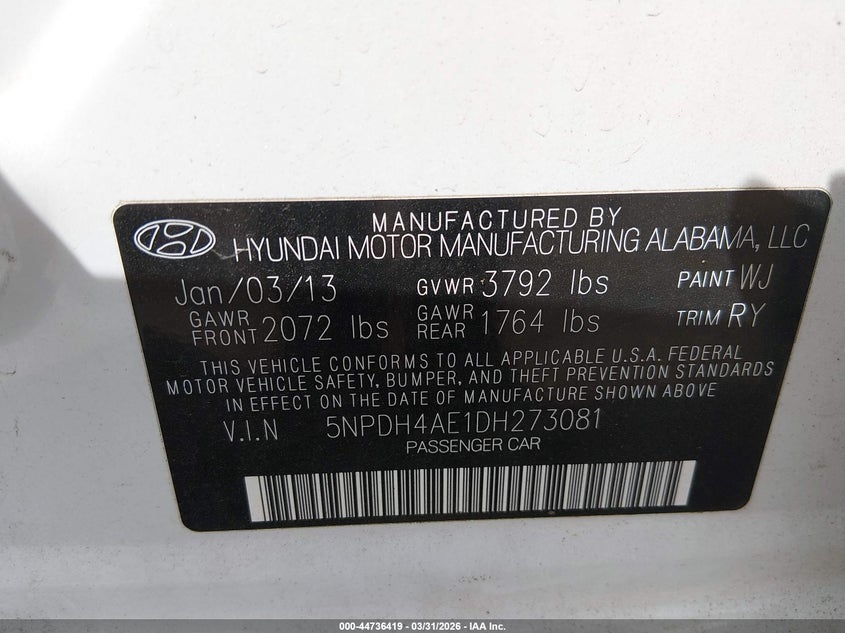 MANUFACTURED BY
HYUNDAI MOTOR MANUFACTURING ALABAMA, LLC
Jan/03/13 GVWR 3792 lbs PAINT WJ
GAWR FRONT 2072 lbs GAWR REAR 1764 lbs TRIM RY
THIS VEHICLE CONFORMS TO ALL APPLICABLE U.S.A. FEDERAL
MOTOR VEHICLE SAFETY, BUMPER, AND THEFT PREVENTION STANDARDS
IN EFFECT ON THE DATE OF MANUFACTURE SHOWN ABOVE
V.I.N 5NPDH4AE1DH273081
PASSENGER CAR
000-44736419 - 03/31/2026 - IAA Inc.